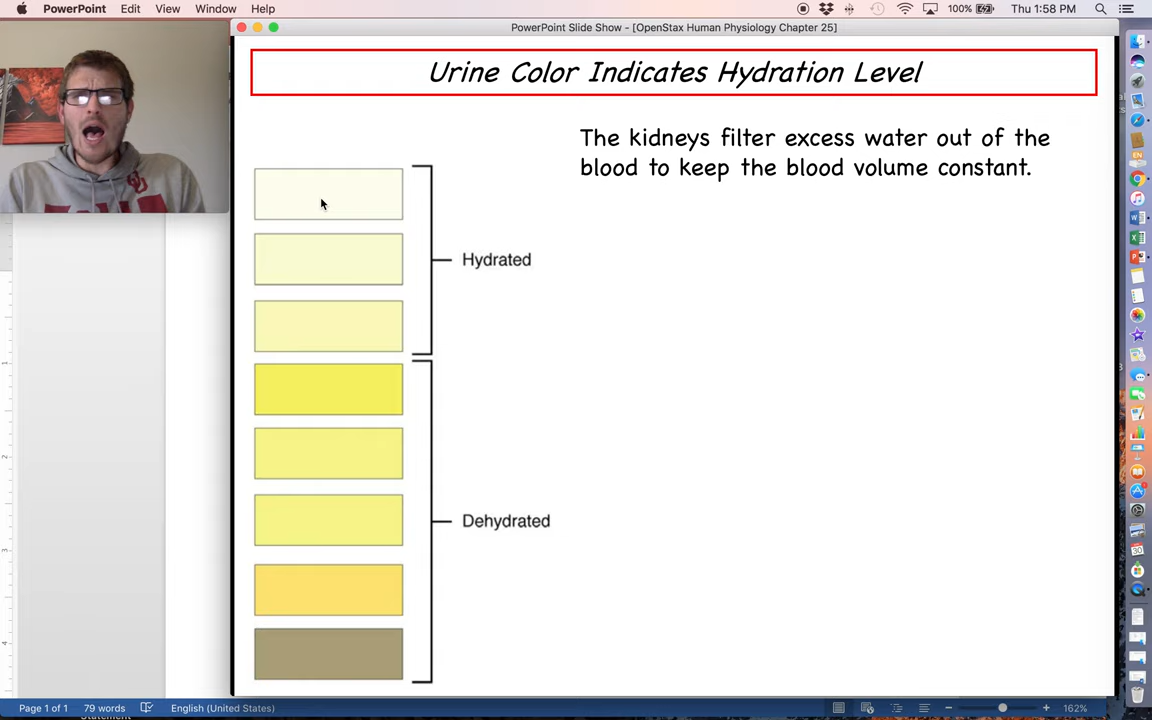 PowerPoint Edit View Window Help
100% Thu 1:58 PM
PowerPoint Slide Show - [OpenStax Human Physiology Chapter 25]
Urine Color Indicates Hydration Level
The kidneys filter excess water out of the
blood to keep the blood volume constant.
Hydrated
Dehydrated
Page 1 of 1 79 words English (United States) 162%